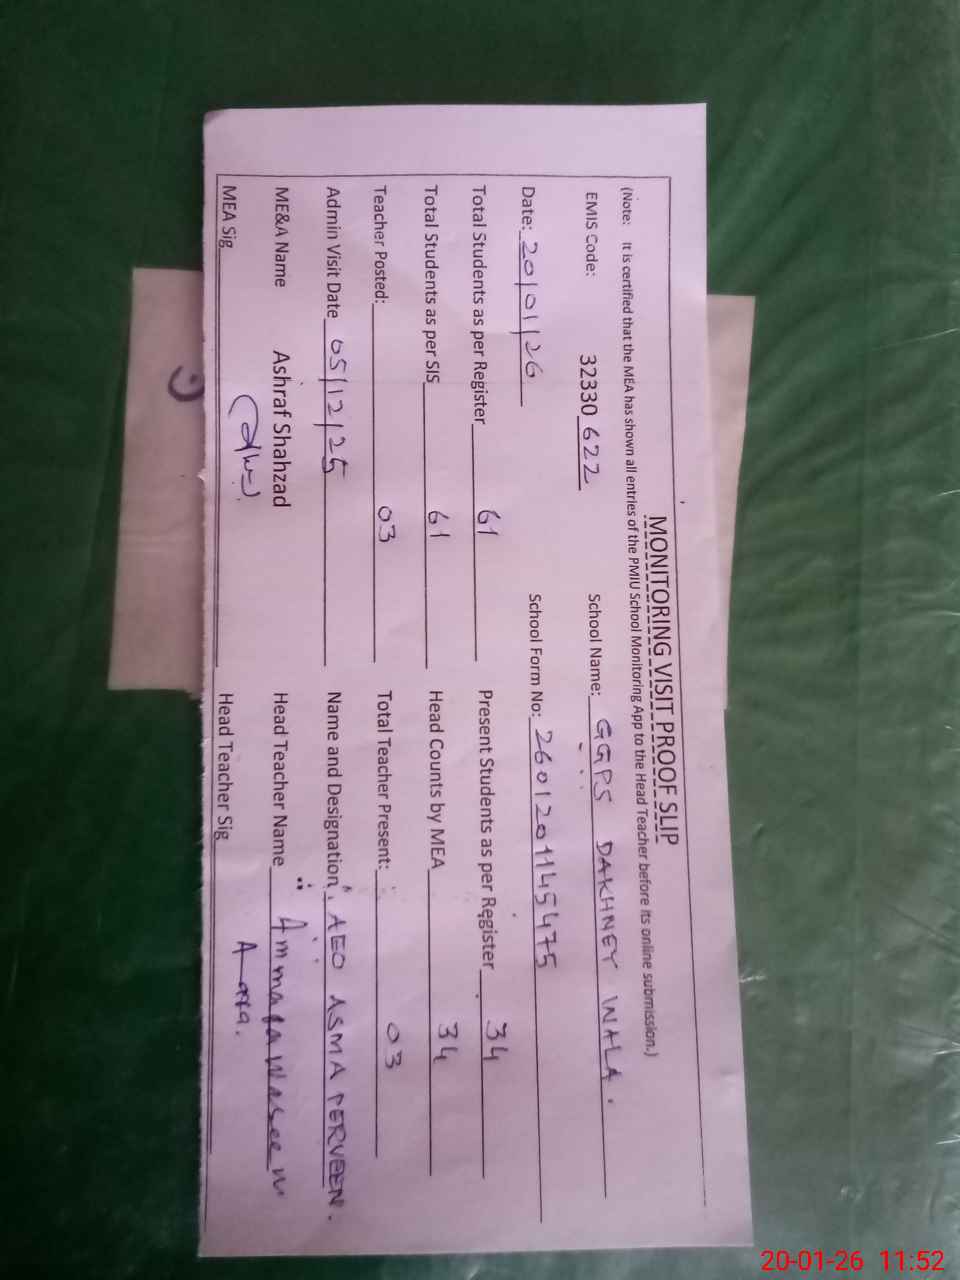 MONITORING VISIT PROOF SLIP
(Note: It is certified that the MEA has shown all entries of the PMIU School Monitoring App to the Head Teacher before its online submission.)
EMIS Code: 32330 622 School Name: GGPS DAKHNEY WALA.
Date: 20/01/26 School Form No: 2601201145475
Total Students as per Register 61 Present Students as per Register 34
Total Students as per SIS 61 Head Counts by MEA 34
Teacher Posted: 03 Total Teacher Present: 03
Admin Visit Date 05/12/25 Name and Designation AEO ASMA PERVEEN.
ME&A Name Ashraf Shahzad Head Teacher Name Ammara Waseem
MEA Sig Head Teacher Sig
20-01-26 11:52